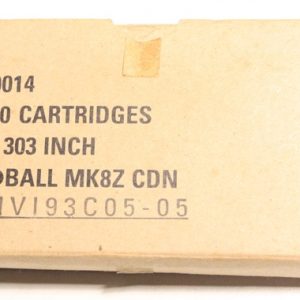 0014
0 CARTRIDGES
303 INCH
BALL MK8Z CDN
IVI93C05-05